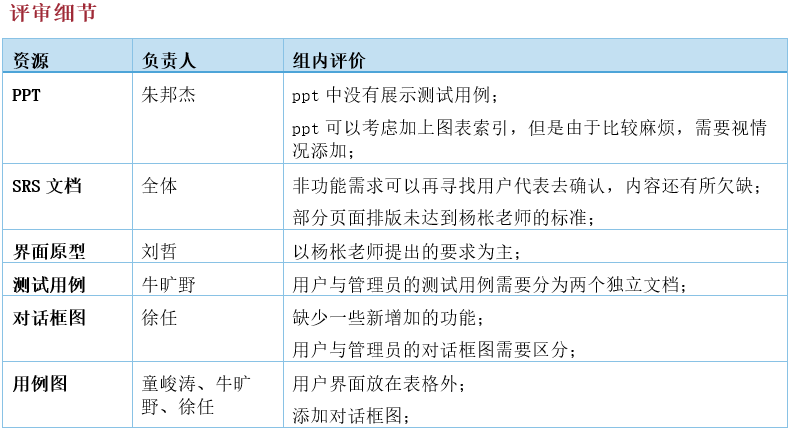 评审细节
资源 负责人 组内评价
PPT 朱邦杰 ppt 中没有展示测试用例；
ppt 可以考虑加上图表索引，但是由于比较麻烦，需要视情
况添加；
SRS 文档 全体 非功能需求可以再寻找用户代表去确认，内容还有所欠缺；
部分页面排版未达到杨枨老师的标准；
界面原型 刘哲 以杨枨老师提出的要求为主；
测试用例 牛旷野 用户与管理员的测试用例需要分为两个独立文档；
对话框图 徐任 缺少一些新增加的功能；
用户与管理员的对话框图需要区分；
用例图 童峻涛、牛旷 用户界面放在表格外；
野、徐任 添加对话框图；